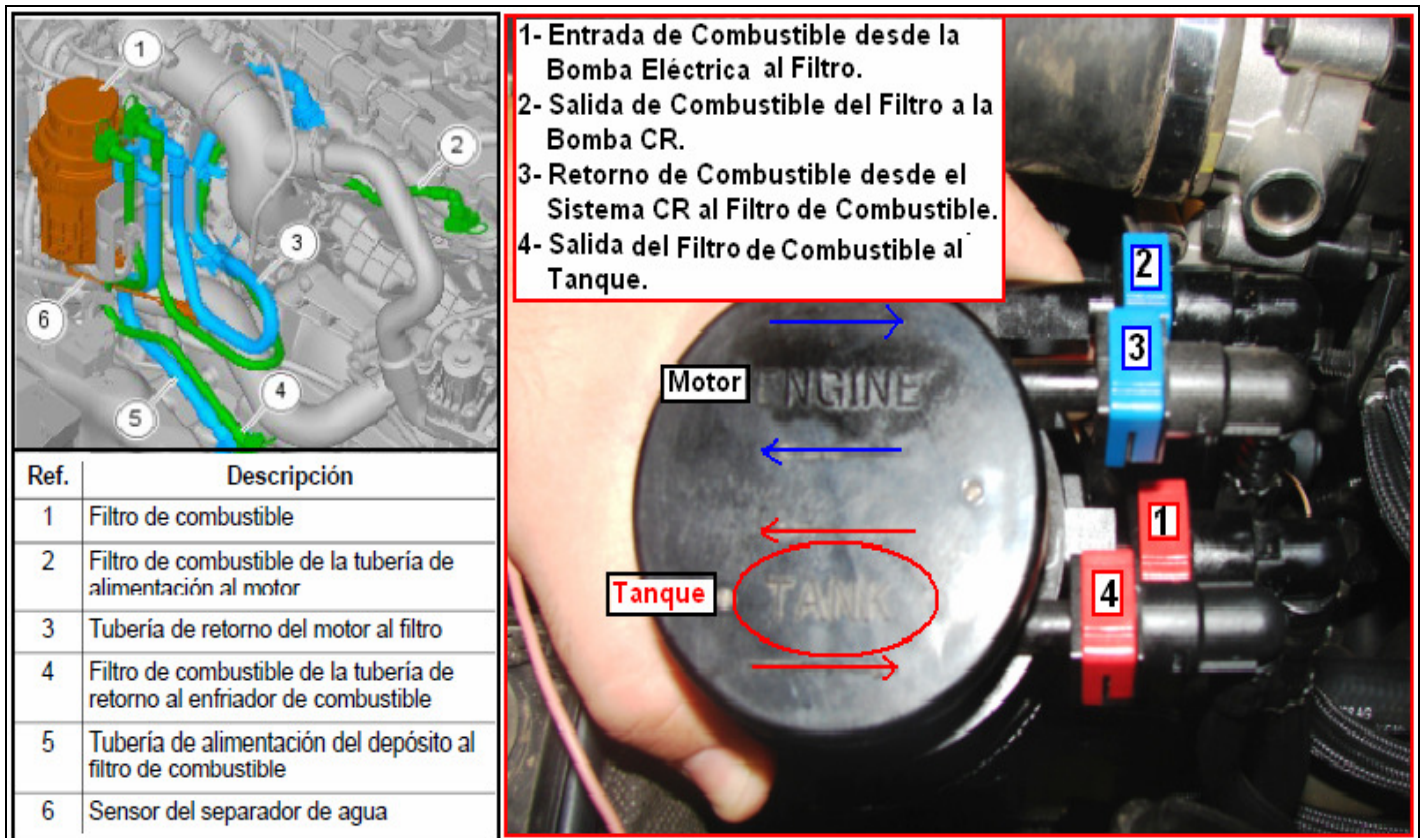 1
2
3
4
5
6
Ref. Descripción
1 Filtro de combustible
2 Filtro de combustible de la tubería de
alimentación al motor
3 Tubería de retorno del motor al filtro
4 Filtro de combustible de la tubería de
retorno al enfriador de combustible
5 Tubería de alimentación del depósito al
filtro de combustible
6 Sensor del separador de agua
1- Entrada de Combustible desde la
Bomba Eléctrica al Filtro.
2- Salida de Combustible del Filtro a la
Bomba CR.
3- Retorno de Combustible desde el
Sistema CR al Filtro de Combustible.
4- Salida del Filtro de Combustible al
Tanque.
2
3
Motor
ENGINE
1
4
Tanque
TANK